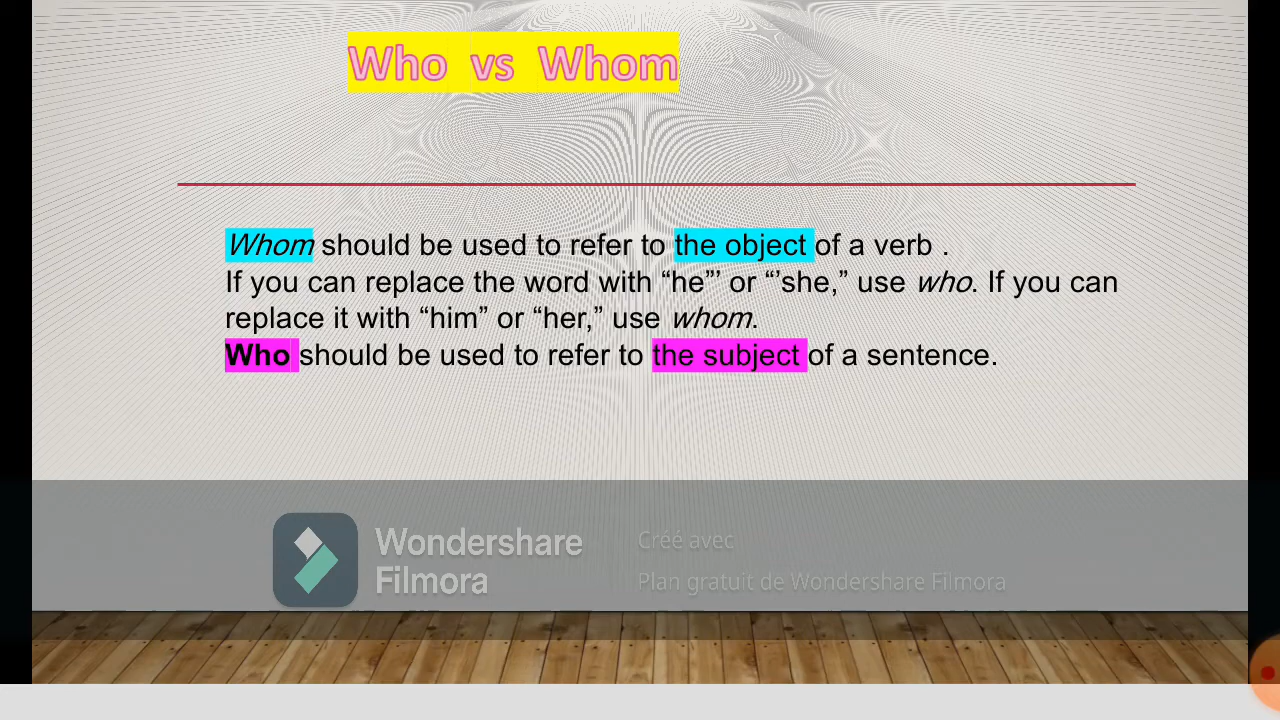 Who vs Whom
Whom should be used to refer to the object of a verb .
If you can replace the word with “he”’ or “’she,” use who. If you can
replace it with “him” or “her,” use whom.
Who should be used to refer to the subject of a sentence.
Wondershare
Filmora
Créé avec
Plan gratuit de Wondershare Filmora